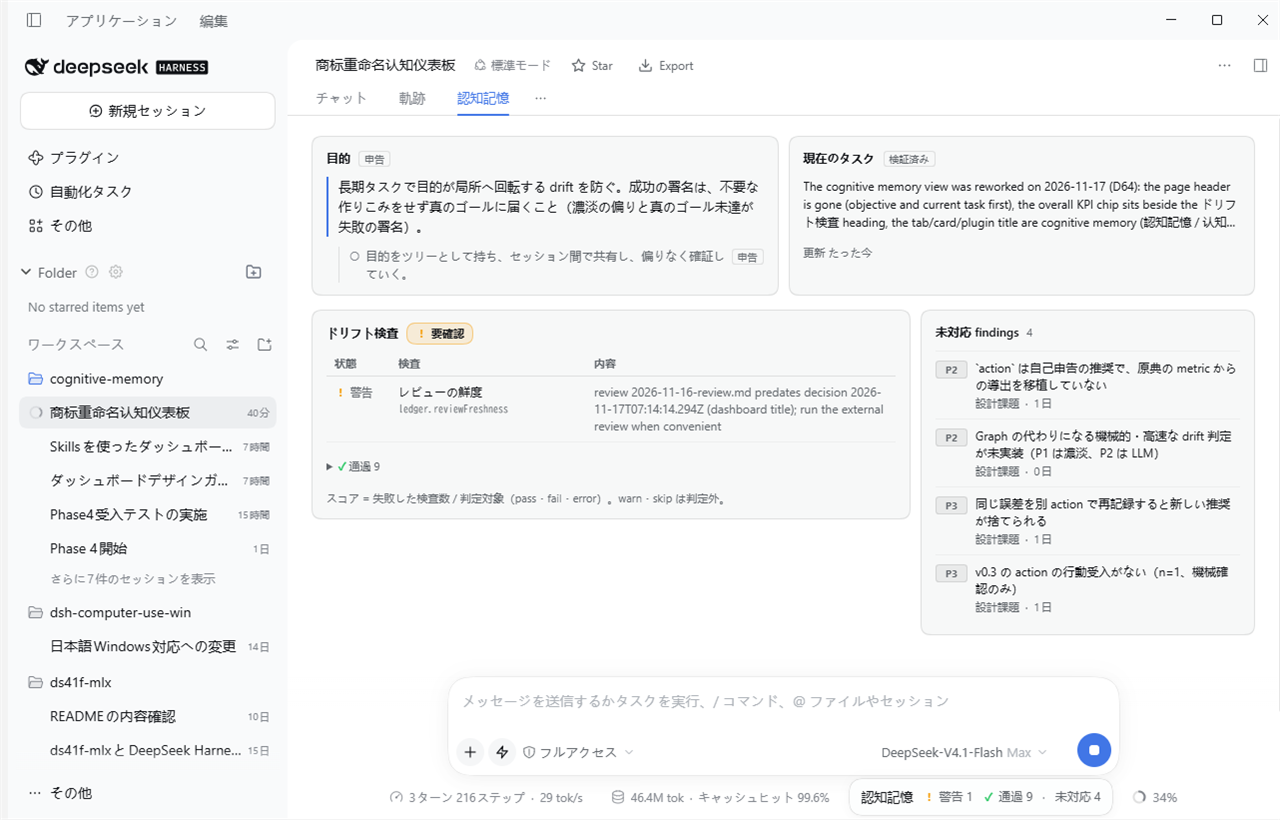 アプリケーション 編集
deepseek HARNESS
新規セッション
プラグイン
自動化タスク
その他
Folder
No starred items yet
ワークスペース
cognitive-memory
商标重命名认知仪表板 40分
Skillsを使ったダッシュボー... 7時間
ダッシュボードデザインガ... 7時間
Phase4受入テストの実施 15時間
Phase 4開始 1日
さらに7件のセッションを表示
dsh-computer-use-win
日本語Windows対応への変更 14日
ds41f-mlx
READMEの内容確認 10日
ds41f-mlxとDeepSeek Harne... 15日
... その他
商标重命名认知仪表板 標準モード Star Export ...
チャット 軌跡 認知記憶 ...
目的 申告
長期タスクで目的が局所へ回転する drift を防ぐ。成功の署名は、不要な
作りこみをせず真のゴールに届くこと（濃淡の偏りと真のゴール未達が
失敗の署名）。
目的をツリーとして持ち、セッション間で共有し、偏りなく確証し 申告
ていく。
現在のタスク 検証済み
The cognitive memory view was reworked on 2026-11-17 (D64): the page header
is gone (objective and current task first), the overall KPI chip sits beside the ドリフ
ト検査 heading, the tab/card/plugin title are cognitive memory (認知記憶 / 认知...
更新 たった今
ドリフト検査 ! 要確認
状態 検査 内容
! 警告 レビューの鮮度 review 2026-11-16-review.md predates decision 2026-
ledger.reviewFreshness 11-17T07:14:14.294Z (dashboard title); run the external
review when convenient
▶ ✓ 通過 9
スコア = 失敗した検査数 / 判定対象（pass · fail · error）。warn · skip は判定外。
未対応 findings 4
P2 `action` は自己申告の推奨で、原典の metric から
の導出を移植していない
設計課題 · 1日
P2 Graph の代わりになる機械的・高速な drift 判定
が未実装（P1 は濃淡、P2 は LLM）
設計課題 · 0日
P3 同じ誤差を別 action で再記録すると新しい推奨
が捨てられる
設計課題 · 1日
P3 v0.3 の action の行動受入がない（n=1、機械確
認のみ）
設計課題 · 1日
メッセージを送信するかタスクを実行、/ コマンド、@ ファイルやセッション
フルアクセス DeepSeek-V4.1-Flash Max
3ターン 216ステップ · 29 tok/s 46.4M tok · キャッシュヒット 99.6% 認知記憶 ! 警告 1 ✓ 通過 9 · 未対応 4 34%